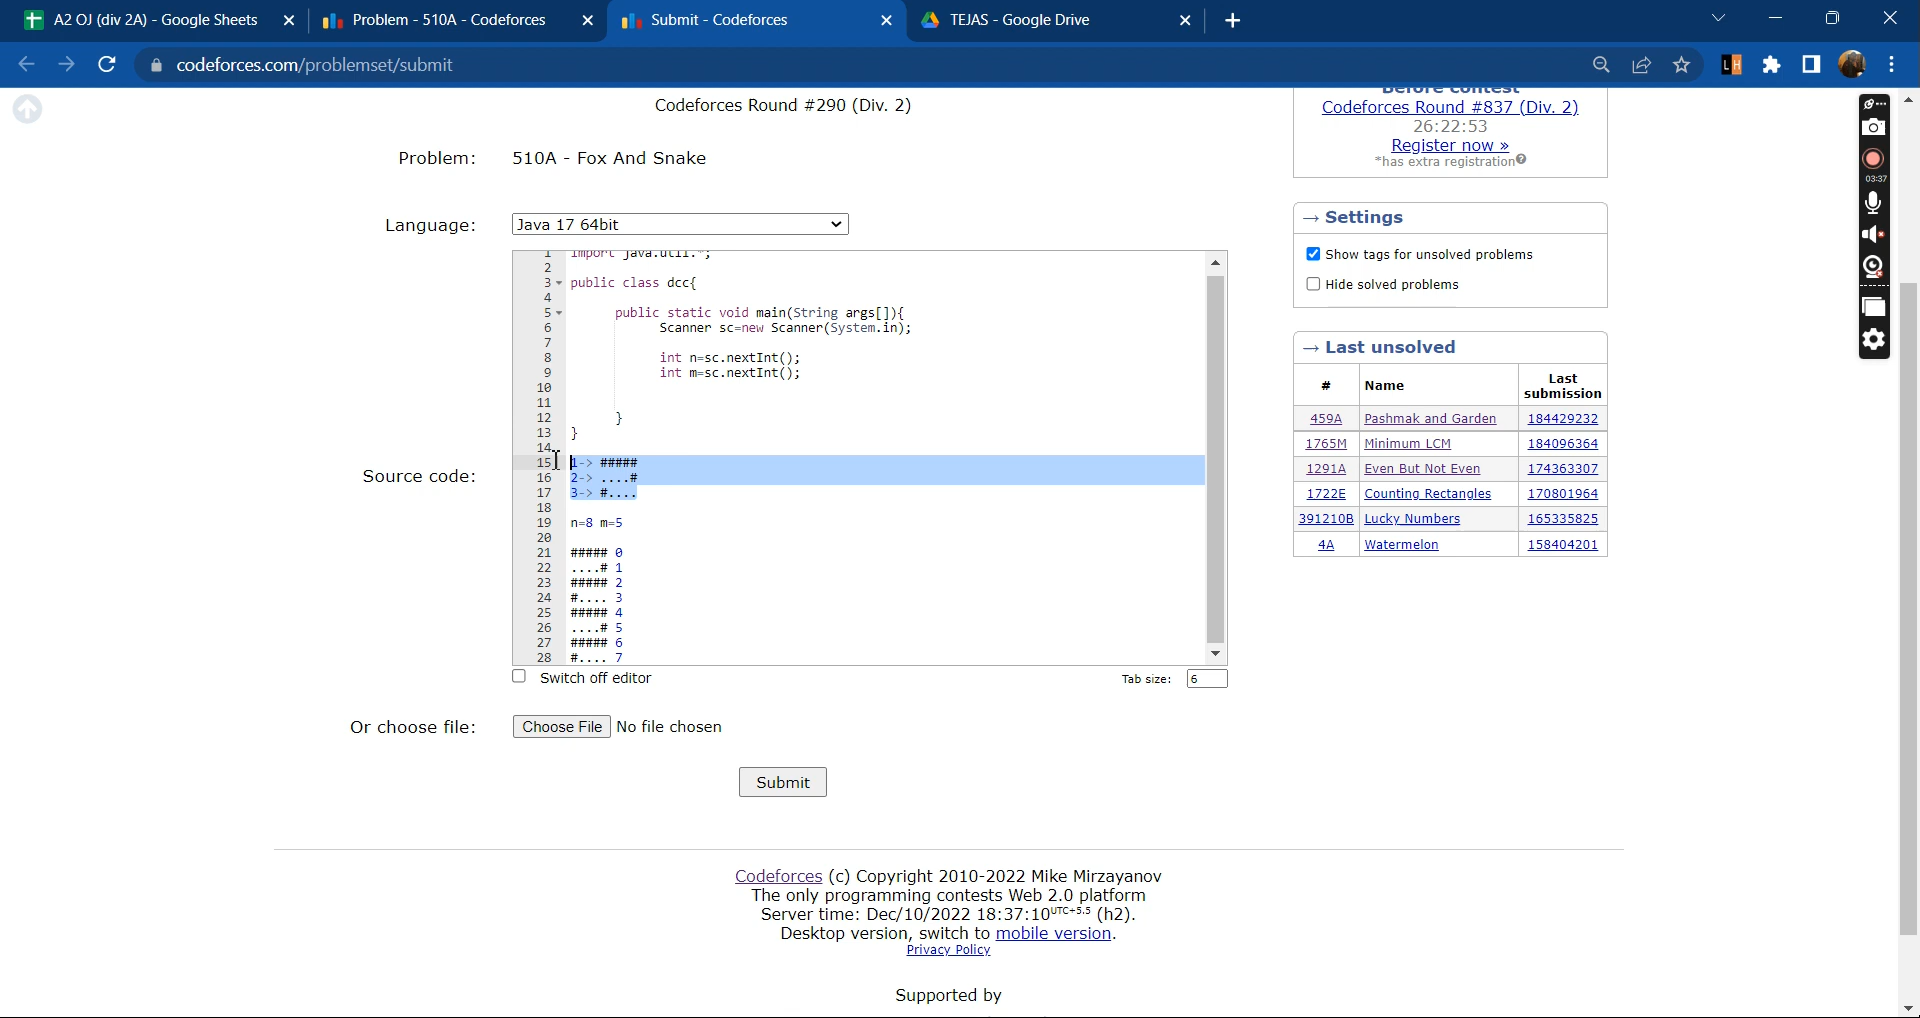 A2 OJ (div 2A) - Google Sheets
Problem - 510A - Codeforces
Submit - Codeforces
TEJAS - Google Drive
codeforces.com/problemset/submit
LH
Codeforces Round #290 (Div. 2)
Problem: 510A - Fox And Snake
Language: Java 17 64bit
Source code:
1 import java.util.*;
2
3 public class dcc{
4
5 public static void main(String args[]){
6 Scanner sc=new Scanner(System.in);
7
8 int n=sc.nextInt();
9 int m=sc.nextInt();
10
11
12 }
13 }
14
15 1-> #####
16 2-> ....#
17 3-> #....
18
19 n=8 m=5
20
21 ##### 0
22 ....# 1
23 ##### 2
24 #.... 3
25 ##### 4
26 ....# 5
27 ##### 6
28 #.... 7
Switch off editor
Tab size: 6
Or choose file: Choose File No file chosen
Submit
Before contest
Codeforces Round #837 (Div. 2)
26:22:53
Register now »
*has extra registration
→ Settings
Show tags for unsolved problems
Hide solved problems
→ Last unsolved
# Name Last submission
459A Pashmak and Garden 184429232
1765M Minimum LCM 184096364
1291A Even But Not Even 174363307
1722E Counting Rectangles 170801964
391210B Lucky Numbers 165335825
4A Watermelon 158404201
03:37
Codeforces (c) Copyright 2010-2022 Mike Mirzayanov
The only programming contests Web 2.0 platform
Server time: Dec/10/2022 18:37:10UTC+5.5 (h2).
Desktop version, switch to mobile version.
Privacy Policy
Supported by